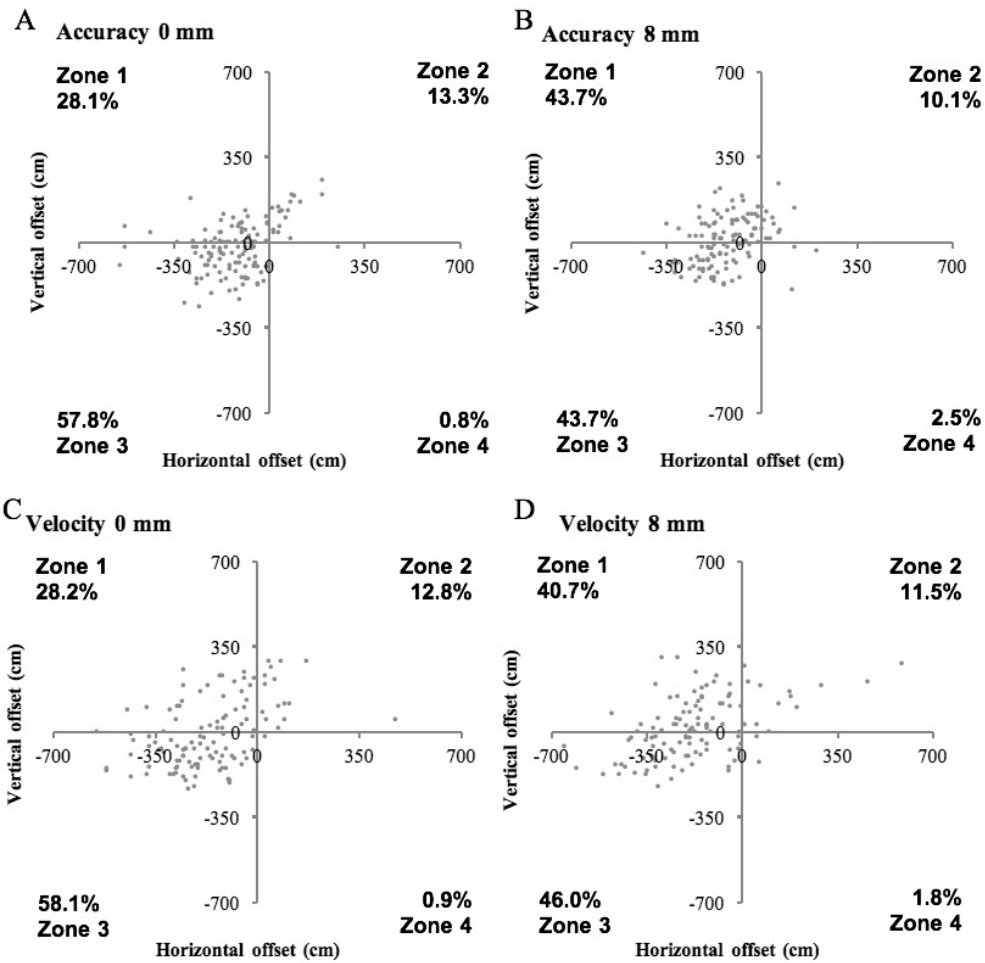 A
Accuracy 0 mm
Zone 1
28.1%
Zone 2
13.3%
700
350
0
-350
-700
-700
-350
0
350
700
Vertical offset (cm)
57.8%
Zone 3
0.8%
Zone 4
Horizontal offset (cm)
B
Accuracy 8 mm
Zone 1
43.7%
Zone 2
10.1%
700
350
0
-350
-700
-700
-350
0
350
700
Vertical offset (cm)
43.7%
Zone 3
2.5%
Zone 4
Horizontal offset (cm)
C
Velocity 0 mm
Zone 1
28.2%
Zone 2
12.8%
700
350
0
-350
-700
-700
-350
0
350
700
Vertical offset (cm)
58.1%
Zone 3
0.9%
Zone 4
Horizontal offset (cm)
D
Velocity 8 mm
Zone 1
40.7%
Zone 2
11.5%
700
350
0
-350
-700
-700
-350
0
350
700
Vertical offset (cm)
46.0%
Zone 3
1.8%
Zone 4
Horizontal offset (cm)